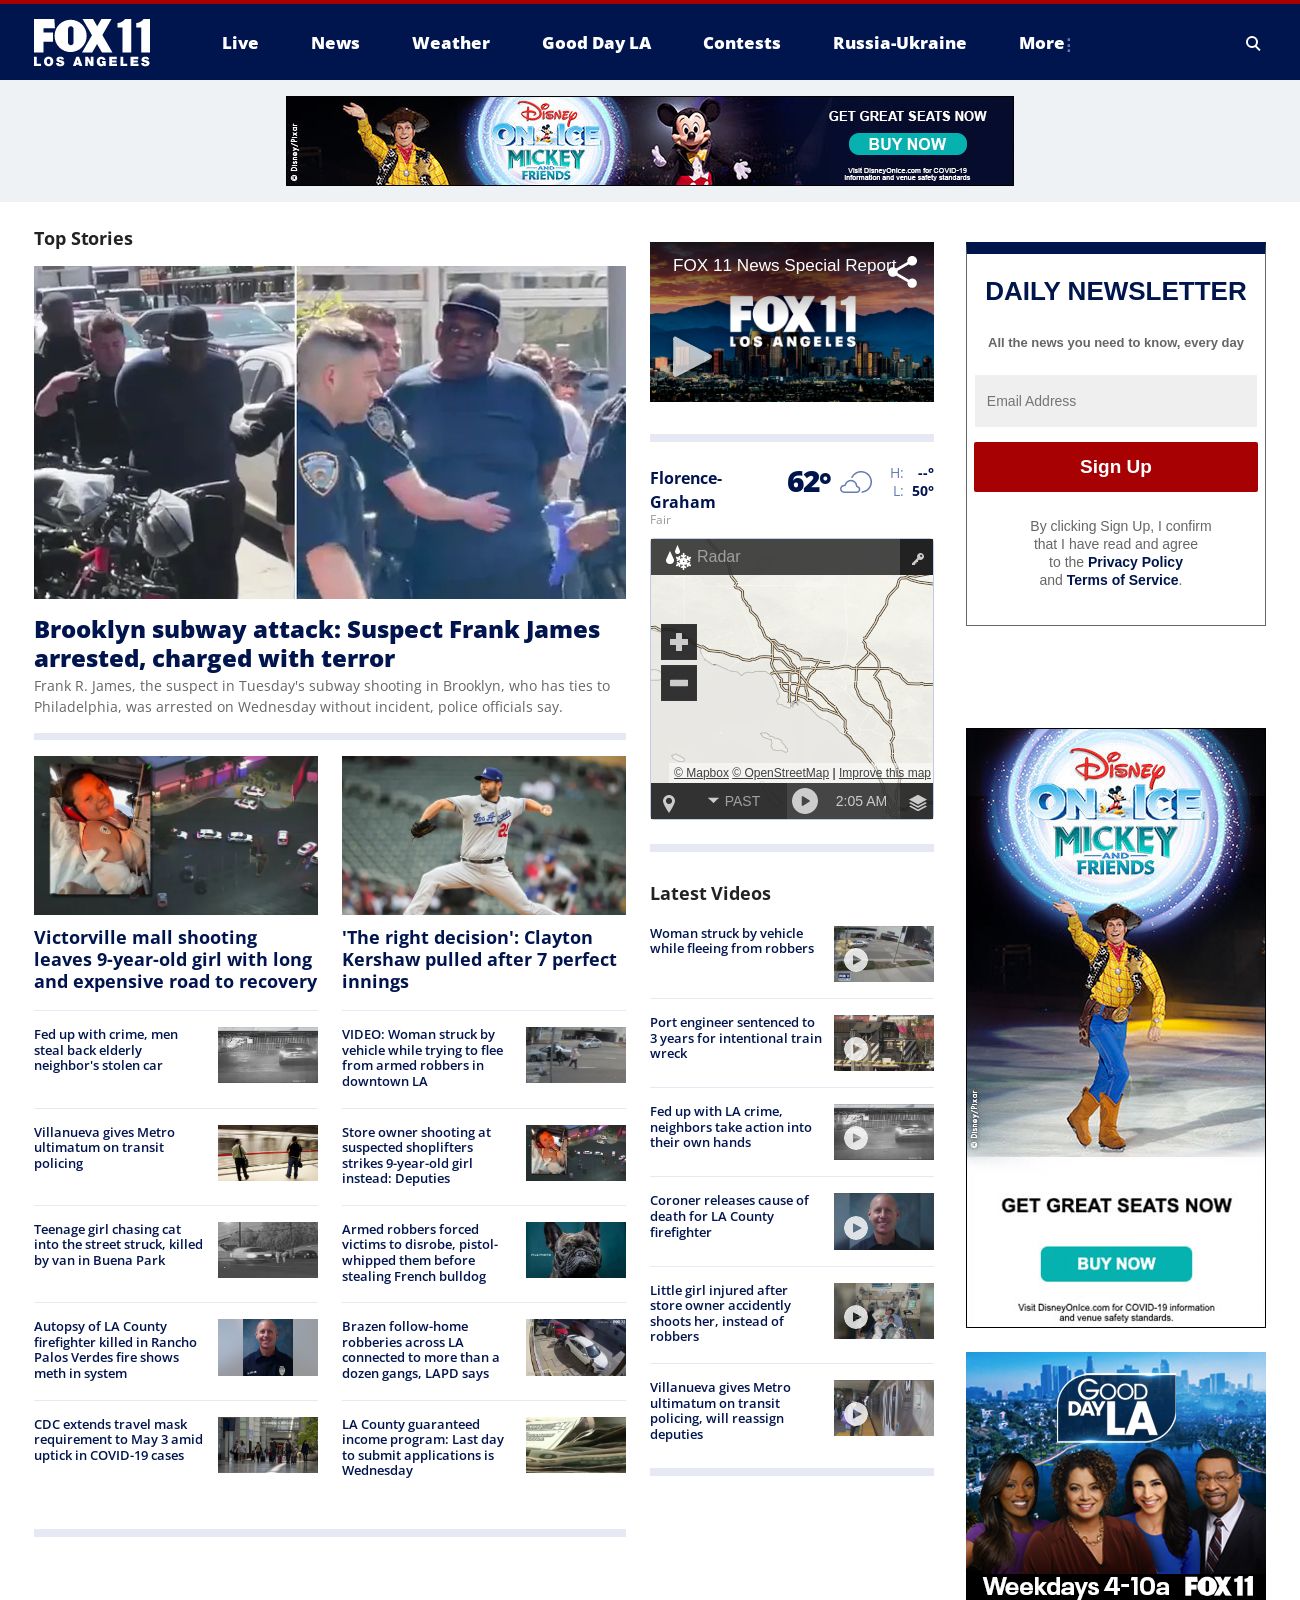 FOX 11
LOS ANGELES
Live
News
Weather
Good Day LA
Contests
Russia-Ukraine
More
© Disney/Pixar
Disney
ON ICE
MICKEY
AND
FRIENDS
GET GREAT SEATS NOW
BUY NOW
Visit DisneyOnIce.com for COVID-19
information and venue safety standards
Top Stories
Brooklyn subway attack: Suspect Frank James
arrested, charged with terror
Frank R. James, the suspect in Tuesday's subway shooting in Brooklyn, who has ties to
Philadelphia, was arrested on Wednesday without incident, police officials say.
Victorville mall shooting
leaves 9-year-old girl with long
and expensive road to recovery
'The right decision': Clayton
Kershaw pulled after 7 perfect
innings
Fed up with crime, men
steal back elderly
neighbor's stolen car
VIDEO: Woman struck by
vehicle while trying to flee
from armed robbers in
downtown LA
Villanueva gives Metro
ultimatum on transit
policing
Store owner shooting at
suspected shoplifters
strikes 9-year-old girl
instead: Deputies
Teenage girl chasing cat
into the street struck, killed
by van in Buena Park
Armed robbers forced
victims to disrobe, pistol-
whipped them before
stealing French bulldog
Autopsy of LA County
firefighter killed in Rancho
Palos Verdes fire shows
meth in system
Brazen follow-home
robberies across LA
connected to more than a
dozen gangs, LAPD says
CDC extends travel mask
requirement to May 3 amid
uptick in COVID-19 cases
LA County guaranteed
income program: Last day
to submit applications is
Wednesday
FOX 11 News Special Report
FOX 11
LOS ANGELES
Florence-
Graham
Fair
62°
H: --°
L: 50°
Radar
© Mapbox © OpenStreetMap | Improve this map
PAST
2:05 AM
Latest Videos
Woman struck by vehicle
while fleeing from robbers
Port engineer sentenced to
3 years for intentional train
wreck
Fed up with LA crime,
neighbors take action into
their own hands
Coroner releases cause of
death for LA County
firefighter
Little girl injured after
store owner accidently
shoots her, instead of
robbers
Villanueva gives Metro
ultimatum on transit
policing, will reassign
deputies
DAILY NEWSLETTER
All the news you need to know, every day
Email Address
Sign Up
By clicking Sign Up, I confirm
that I have read and agree
to the Privacy Policy
and Terms of Service.
Disney
ON ICE
MICKEY
AND
FRIENDS
© Disney/Pixar
GET GREAT SEATS NOW
BUY NOW
Visit DisneyOnIce.com for COVID-19 information
and venue safety standards.
GOOD
DAY LA
Weekdays 4-10a FOX 11